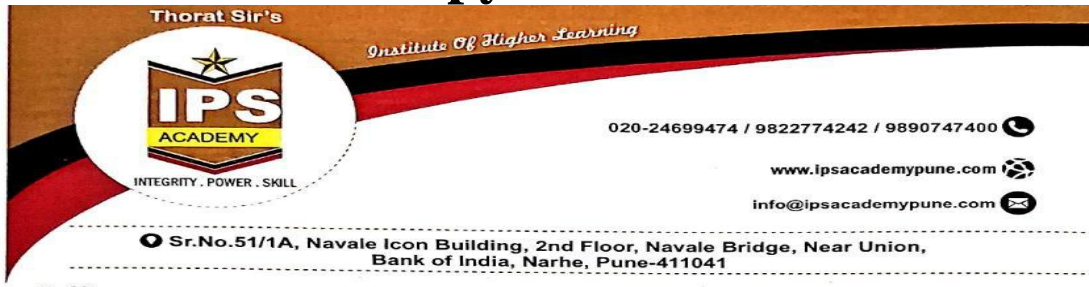 Thorat Sir's
Institute Of Higher Learning
IPS
ACADEMY
INTEGRITY . POWER . SKILL
020-24699474 / 9822774242 / 9890747400
www.ipsacademypune.com
info@ipsacademypune.com
Sr.No.51/1A, Navale Icon Building, 2nd Floor, Navale Bridge, Near Union,
Bank of India, Narhe, Pune-411041